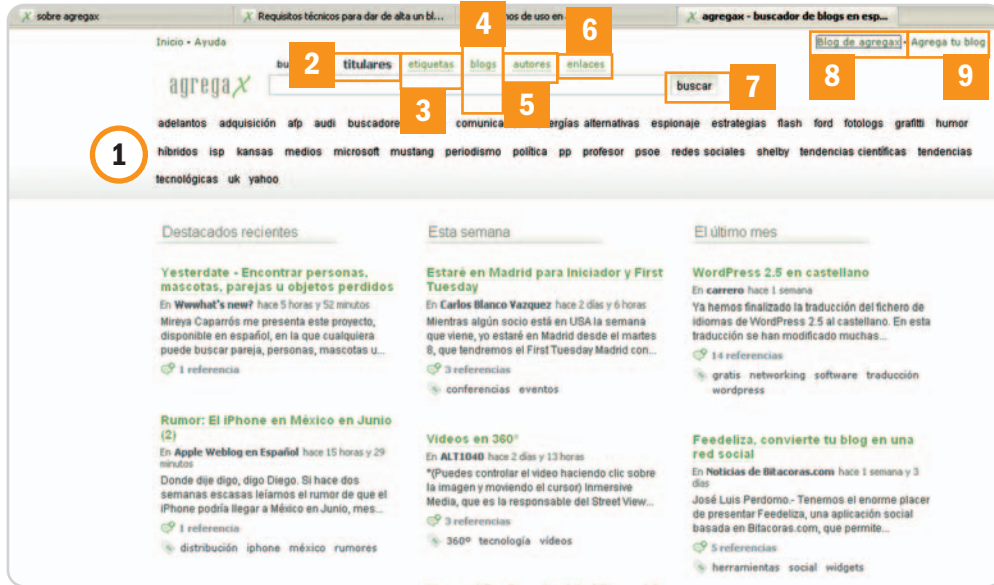 sobre agregax
Requisitos técnicos para dar de alta un bl...
nos de uso en
agregax - buscador de blogs en esp...
Inicio - Ayuda
Blog de agregax - Agrega tu blog
4
6
2
titulares etiquetas blogs autores enlaces
8
9
agregax
buscar
7
3
5
adelantos adquisición afp audi buscadore comunica ergías alternativas espionaje estrategias flash ford fotologs grafitti humor
1
híbridos isp kansas medios microsoft mustang periodismo política pp profesor psoe redes sociales shelby tendencias científicas tendencias
tecnológicas uk yahoo
Destacados recientes
Yesterdate - Encontrar personas,
mascotas, parejas u objetos perdidos
En Wwwhat's new? hace 5 horas y 52 minutos
Mireya Caparrós me presenta este proyecto,
disponible en español, en la que cualquiera
puede buscar pareja, personas, mascotas u...
1 referencia
Rumor: El iPhone en México en Junio
(2)
En Apple Weblog en Español hace 15 horas y 29
minutos
Donde dije digo, digo Diego. Si hace dos
semanas escasas leíamos el rumor de que el
iPhone podría llegar a México en Junio, mes...
1 referencia
distribución iphone méxico rumores
Esta semana
Estaré en Madrid para Iniciador y First
Tuesday
En Carlos Blanco Vazquez hace 2 días y 6 horas
Mientras algún socio está en USA la semana
que viene, yo estaré en Madrid desde el martes
8, que tendremos el First Tuesday Madrid con...
3 referencias
conferencias eventos
Videos en 360°
En ALT1040 hace 2 días y 13 horas
"(Puedes controlar el video haciendo clic sobre
la imagen y moviendo el cursor) Inmersive
Media, que es la responsable del Street View...
3 referencias
360° tecnología vídeos
El último mes
WordPress 2.5 en castellano
En carrero hace 1 semana
Ya hemos finalizado la traducción del fichero de
idiomas de WordPress 2.5 al castellano. En esta
traducción se han modificado muchas...
14 referencias
gratis networking software traducción
wordpress
Feedeliza, convierte tu blog en una
red social
En Noticias de Bitacoras.com hace 1 semana y 3
días
José Luis Perdomo.- Tenemos el enorme placer
de presentar Feedeliza, una aplicación social
basada en Bitacoras.com, que permite...
5 referencias
herramientas social widgets